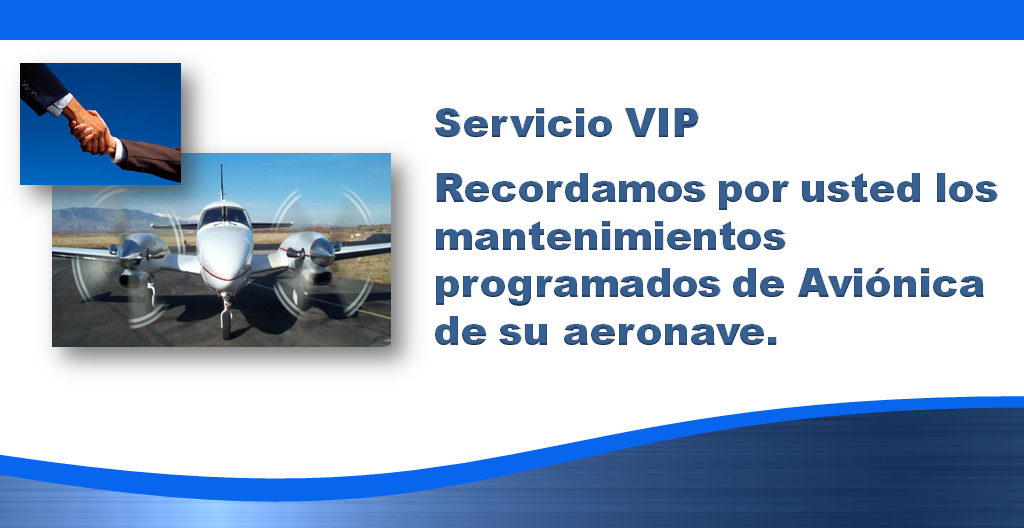 Servicio VIP
Recordamos por usted los
mantenimientos
programados de Aviónica
de su aeronave.